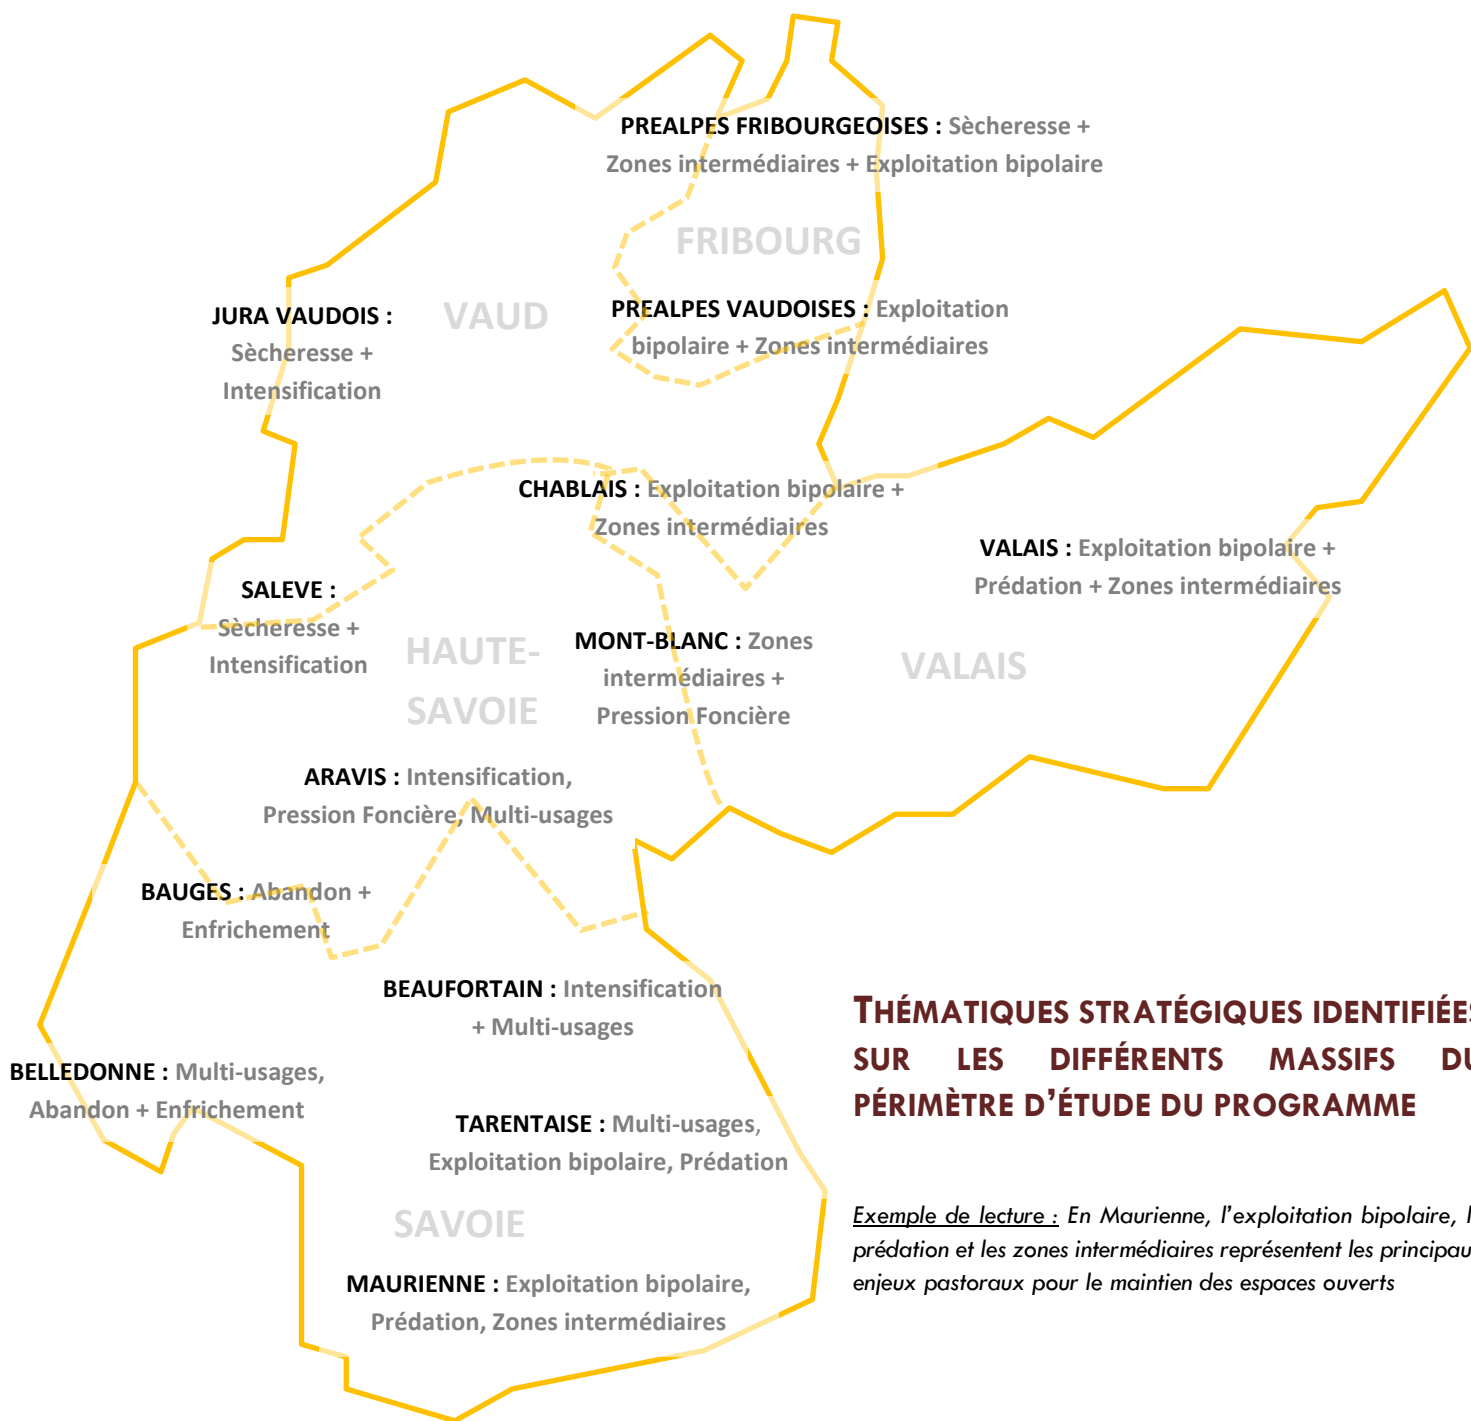 PREALPES FRIBOURGEOISES : Sècheresse +
Zones intermédiaires + Exploitation bipolaire
FRIBOURG
JURA VAUDOIS :
Sècheresse +
Intensification
VAUD
PREALPES VAUDOISES : Exploitation
bipolaire + Zones intermédiaires
CHABLAIS : Exploitation bipolaire +
Zones intermédiaires
VALAIS : Exploitation bipolaire +
Prédation + Zones intermédiaires
SALEVE :
Sècheresse +
Intensification
HAUTE-
SAVOIE
MONT-BLANC : Zones
intermédiaires +
Pression Foncière
VALAIS
ARAVIS : Intensification,
Pression Foncière, Multi-usages
BAUGES : Abandon +
Enfrichement
BEAUFORTAIN : Intensification
+ Multi-usages
BELLEDONNE : Multi-usages,
Abandon + Enfrichement
TARENTAISE : Multi-usages,
Exploitation bipolaire, Prédation
SAVOIE
MAURIENNE : Exploitation bipolaire,
Prédation, Zones intermédiaires
THÉMATIQUES STRATÉGIQUES IDENTIFIÉES
SUR LES DIFFÉRENTS MASSIFS DU
PÉRIMÈTRE D'ÉTUDE DU PROGRAMME
Exemple de lecture : En Maurienne, l'exploitation bipolaire, l
prédation et les zones intermédiaires représentent les principau
enjeux pastoraux pour le maintien des espaces ouverts